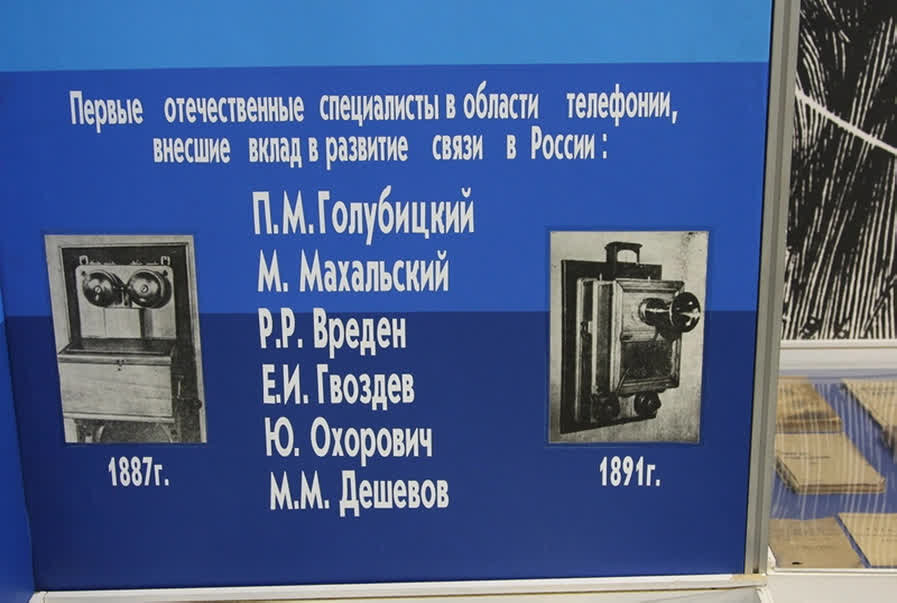 Первые отечественные специалисты в области телефонии,
внесшие вклад в развитие связи в России:
П.М.Голубицкий
М. Махальский
Р.Р. Вреден
Е.И. Гвоздев
Ю. Охорович
М.М. Дешевов
1887г.
1891г.